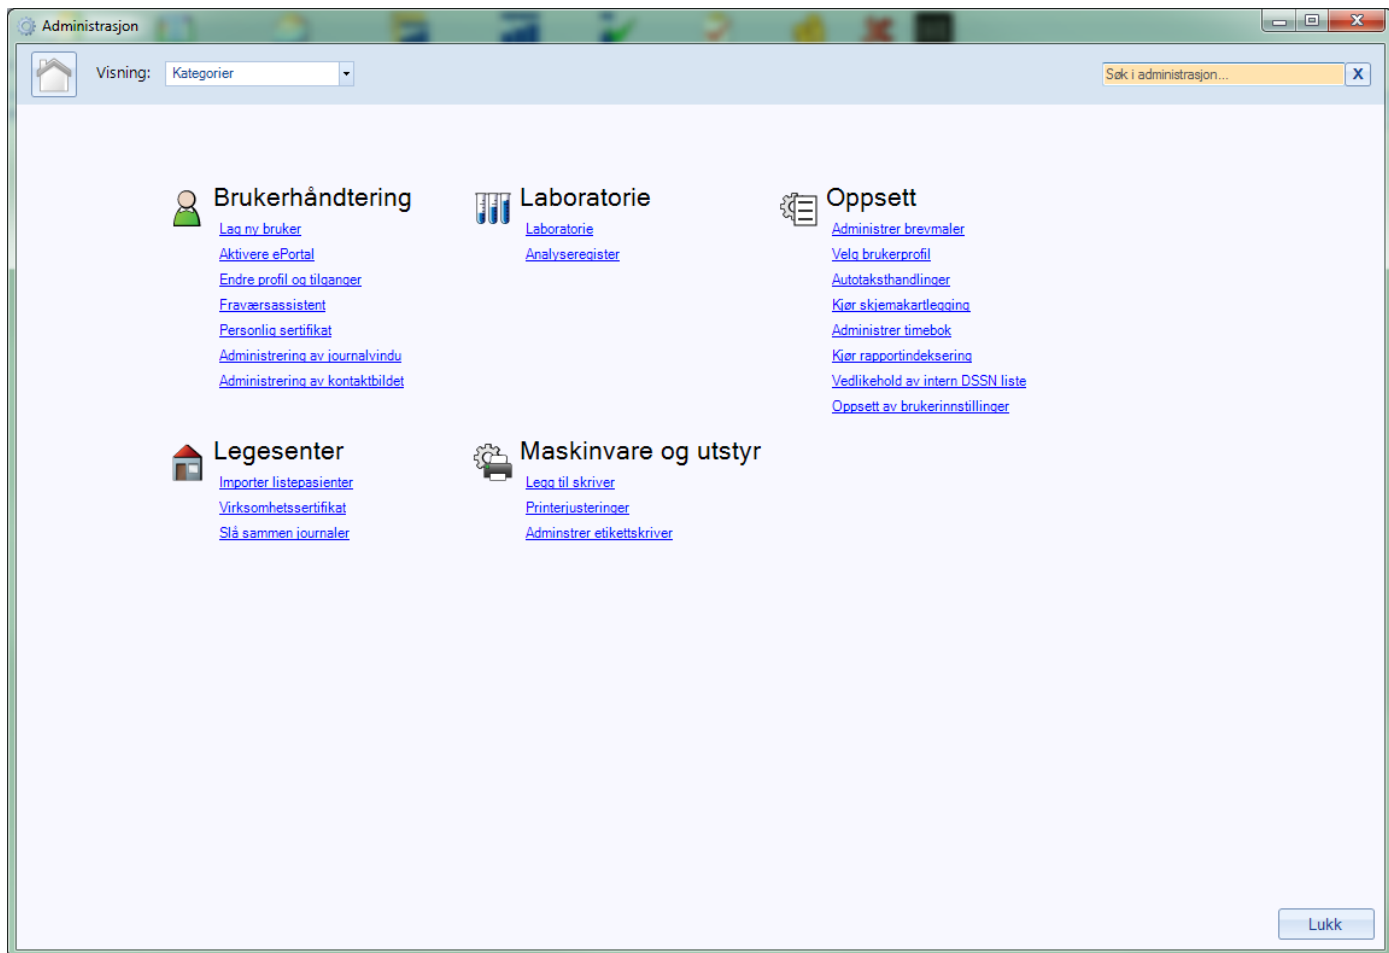 Administrasjon
Visning: Kategorier
Søk i administrasjon...
X
Brukerhåndtering
Lag ny bruker
Aktivere ePortal
Endre profil og tilganger
Fraværsassistent
Personlig sertifikat
Administrering av journalvindu
Administrering av kontaktbildet
Laboratorie
Laboratorie
Analyseregister
Oppsett
Administrer brevmaler
Velg brukerprofil
Autotaksthandlinger
Kjør skjemakartlegging
Administrer timebok
Kjør rapportindeksering
Vedlikehold av intern DSSN liste
Oppsett av brukerinnstillinger
Legesenter
Importer listepasienter
Virksomhetssertifikat
Slå sammen journaler
Maskinvare og utstyr
Legg til skriver
Printerjusteringer
Adminstrer etikettskriver
Lukk